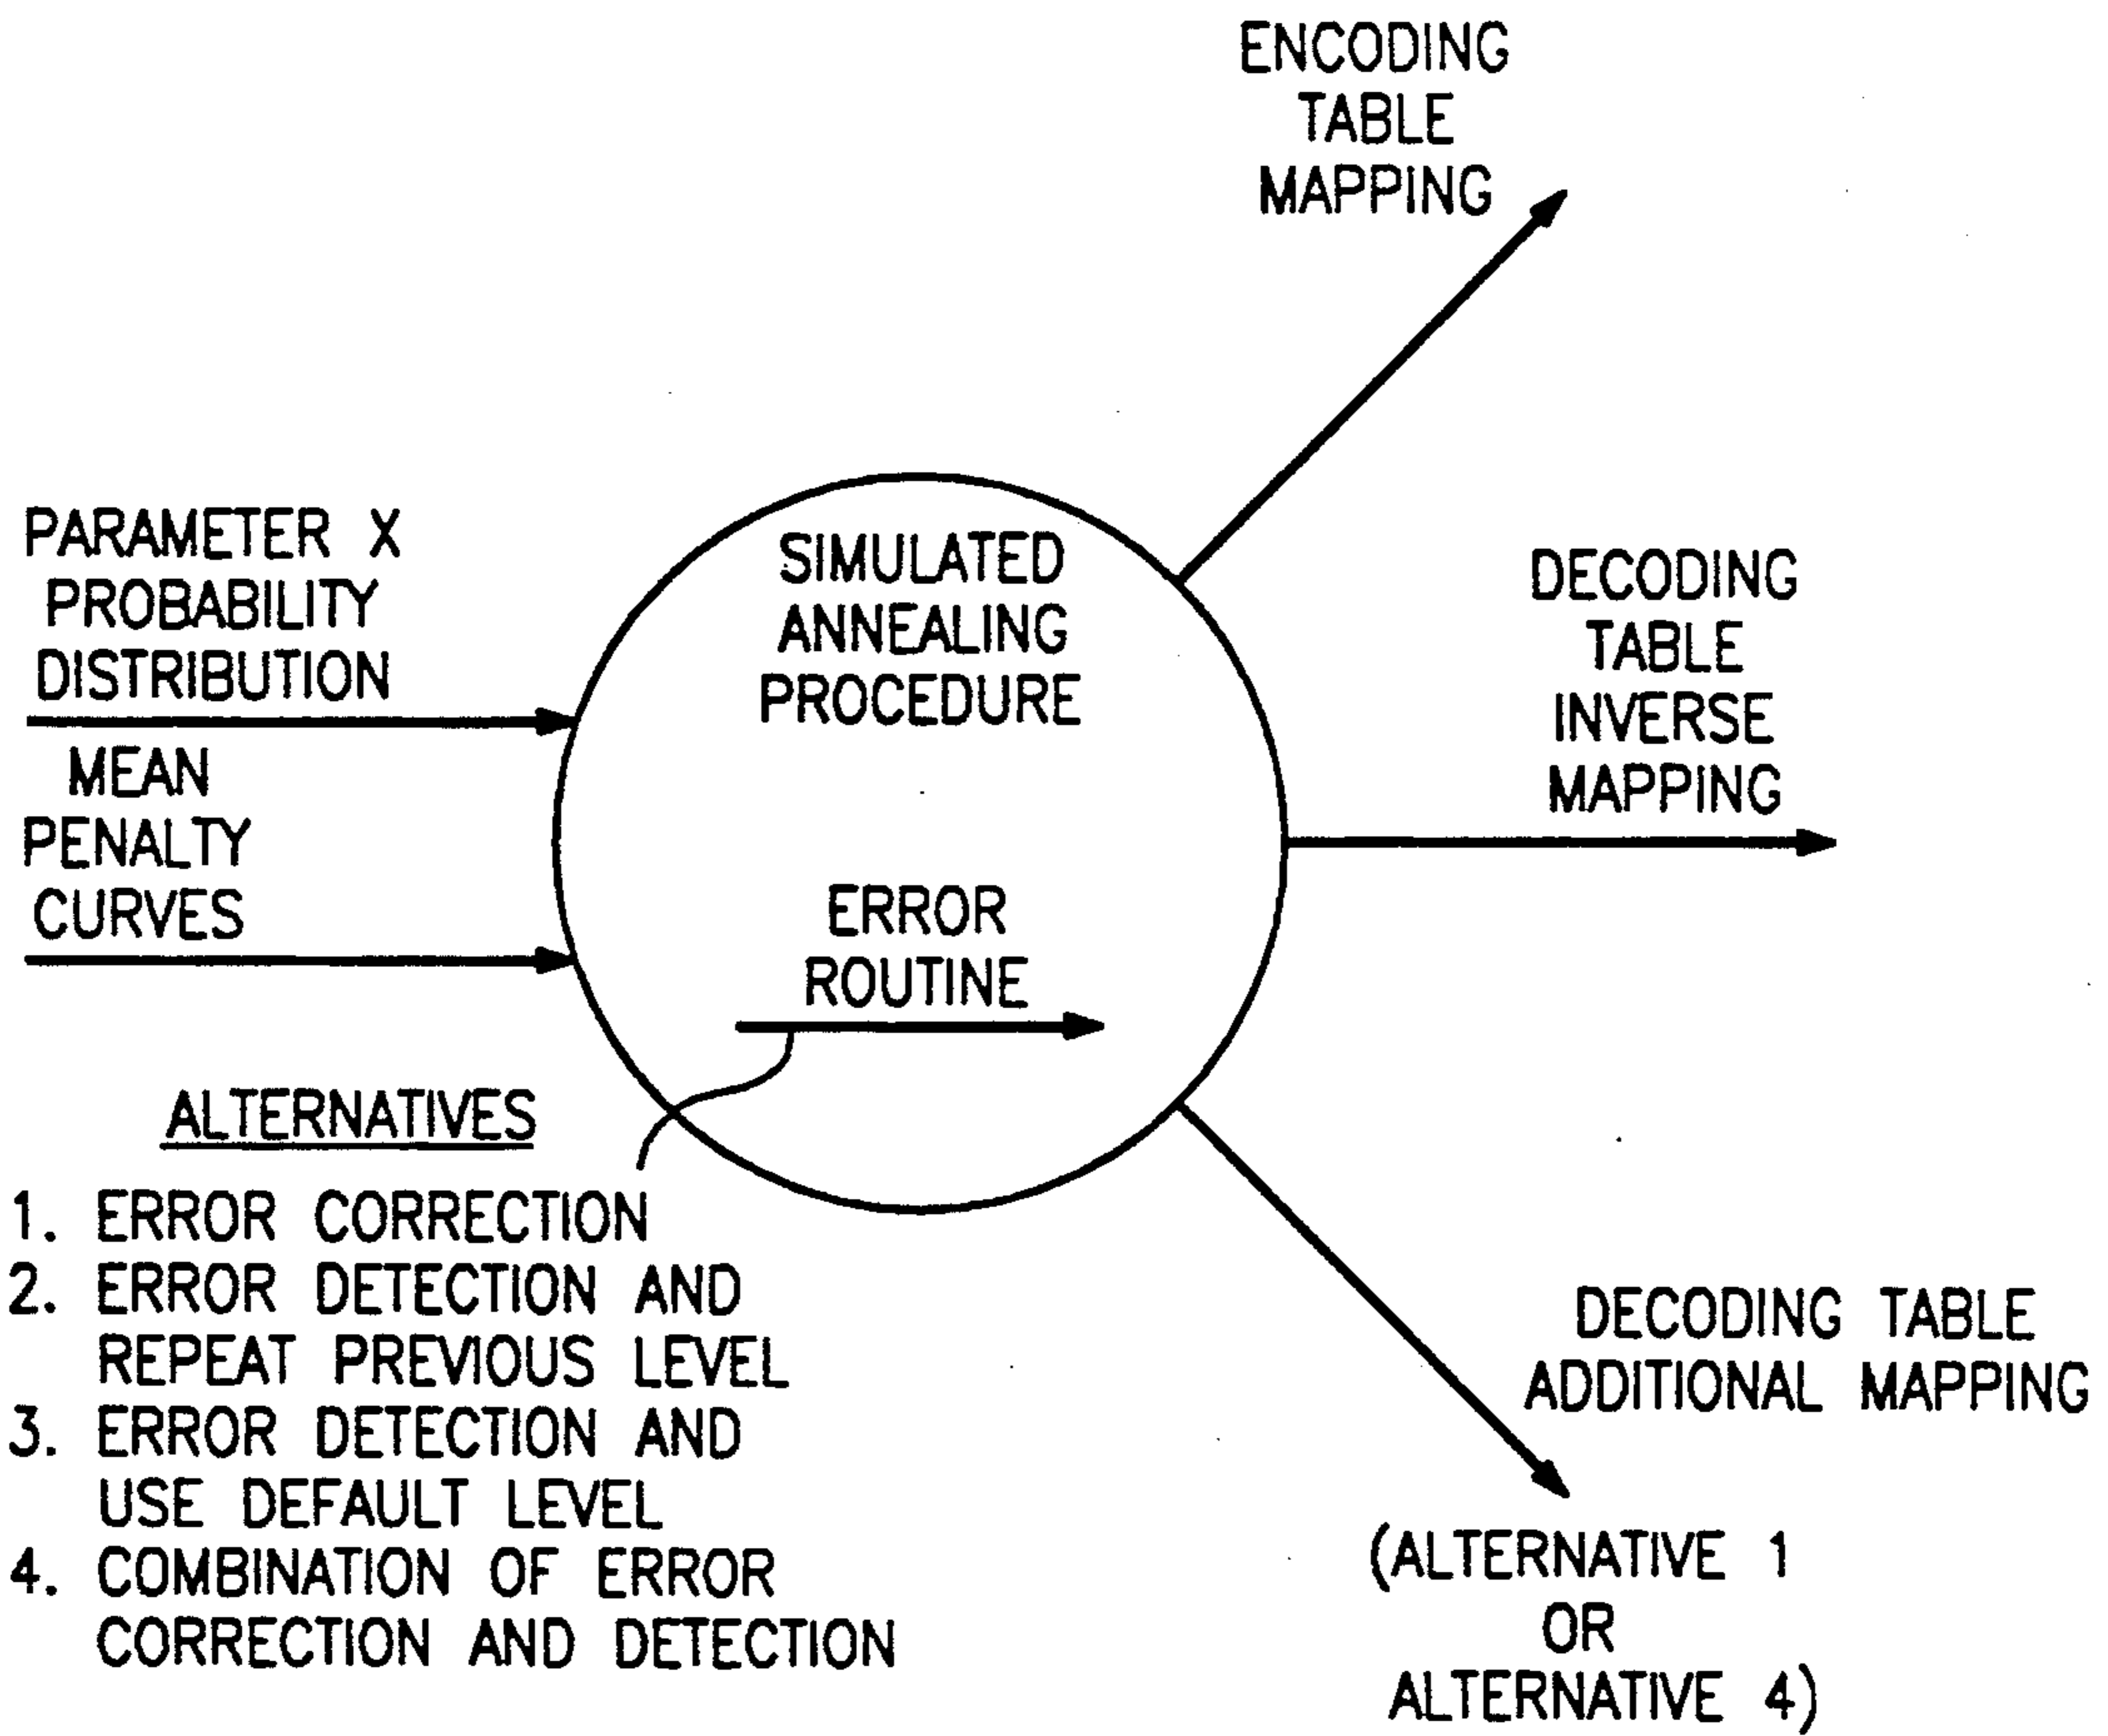 ENCODING
TABLE
MAPPING
PARAMETER X
PROBABILITY
DISTRIBUTION
MEAN
PENALTY
CURVES
SIMULATED
ANNEALING
PROCEDURE
ERROR
ROUTINE
DECODING
TABLE
INVERSE
MAPPING
ALTERNATIVES
1. ERROR CORRECTION
2. ERROR DETECTION AND
REPEAT PREVIOUS LEVEL
3. ERROR DETECTION AND
USE DEFAULT LEVEL
4. COMBINATION OF ERROR
CORRECTION AND DETECTION
DECODING TABLE
ADDITIONAL MAPPING
(ALTERNATIVE 1
OR
ALTERNATIVE 4)